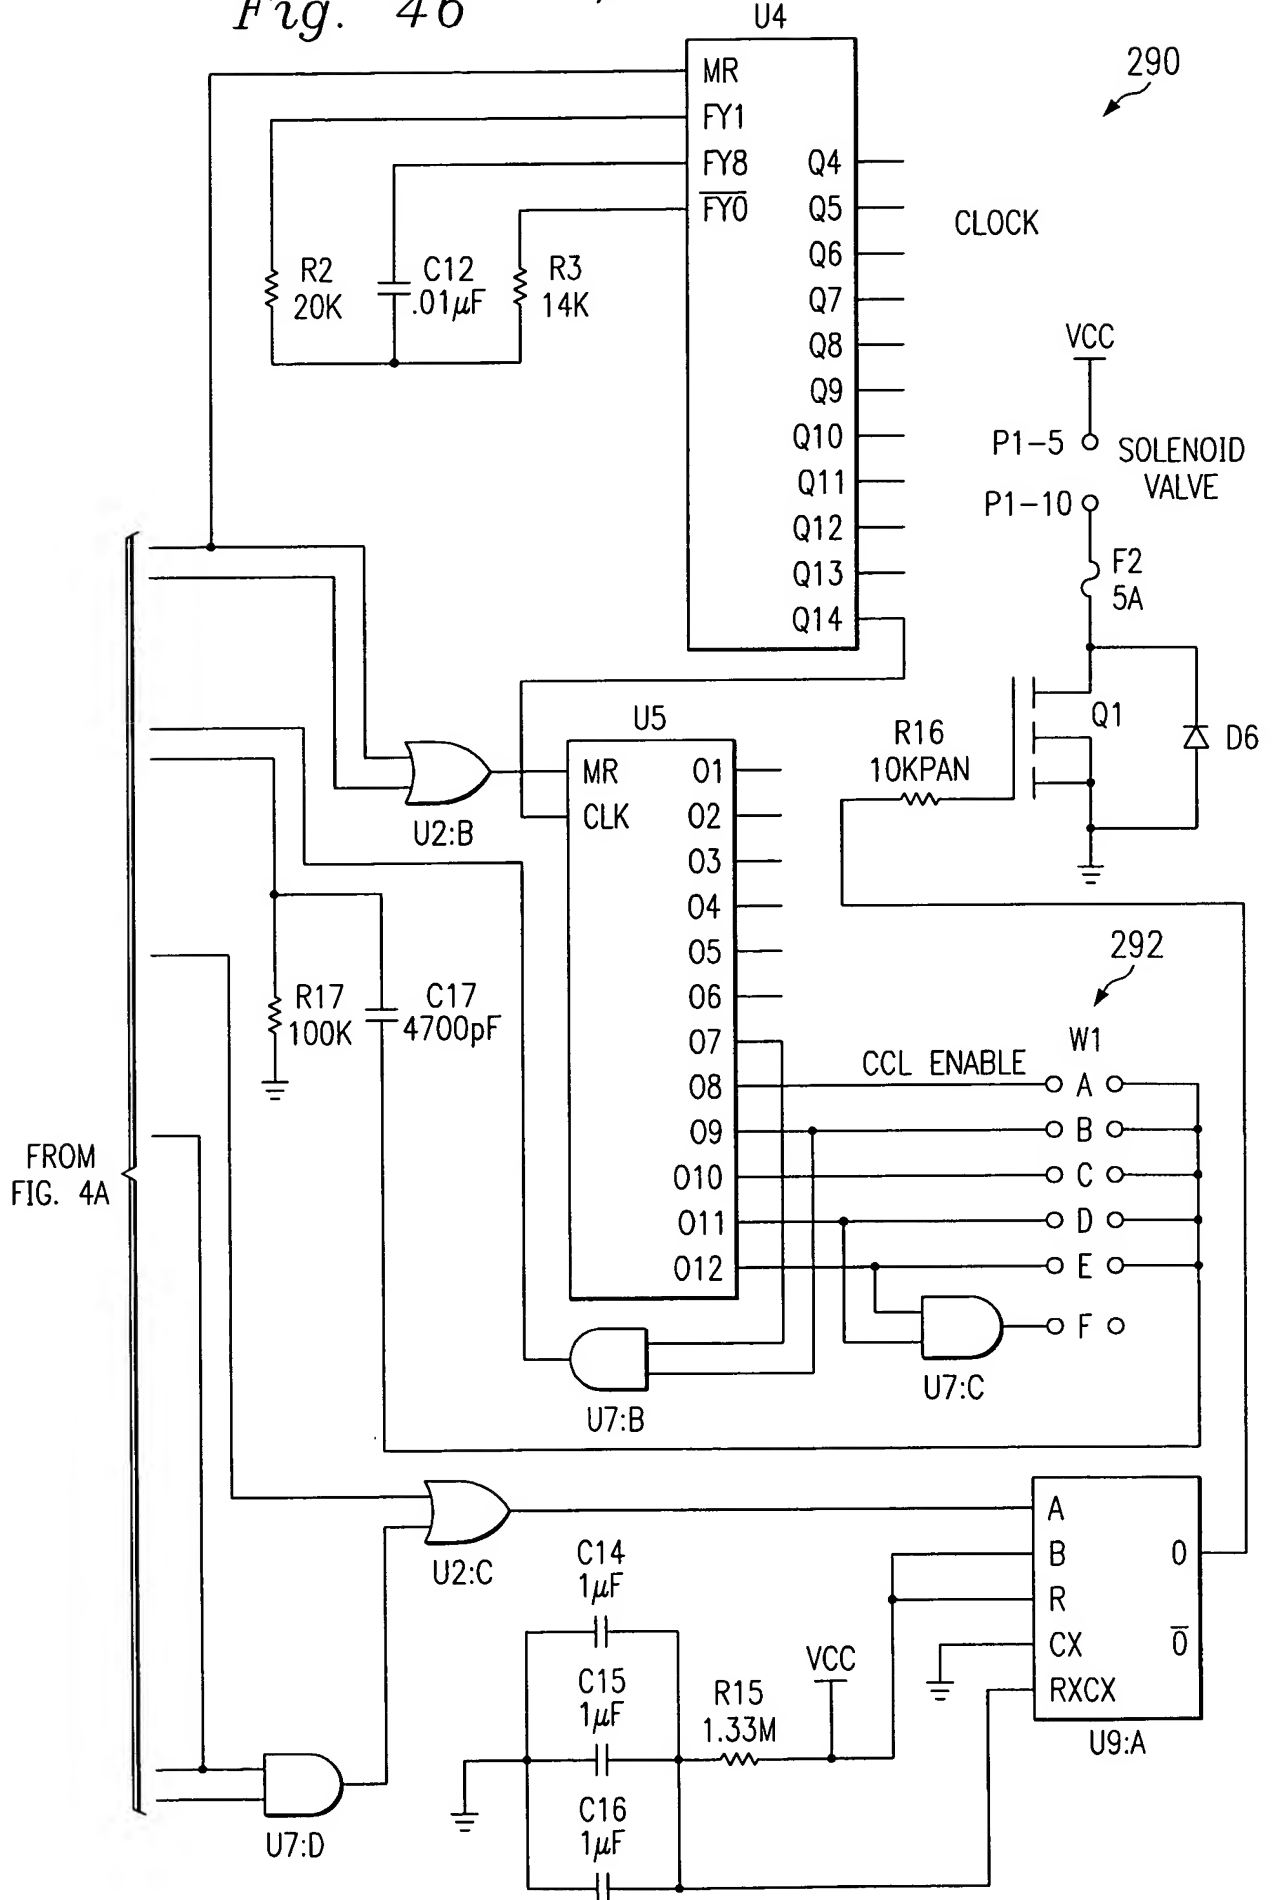 Fig. 4b
U4
290
MR
FY1
FY8
FY0
Q4
Q5
Q6
Q7
Q8
Q9
Q10
Q11
Q12
Q13
Q14
CLOCK
R2
20K
C12
.01µF
R3
14K
VCC
P1-5
SOLENOID
VALVE
P1-10
F2
5A
Q1
D6
R16
10KPAN
U5
MR
CLK
O1
O2
O3
O4
O5
O6
O7
O8
O9
O10
O11
O12
U2:B
R17
100K
C17
4700pF
292
W1
CCL ENABLE
A
B
C
D
E
F
FROM
FIG. 4A
U7:B
U7:C
U2:C
A
B
R
CX
RXCX
O
O
U9:A
C14
1µF
C15
1µF
C16
1µF
R15
1.33M
VCC
U7:D